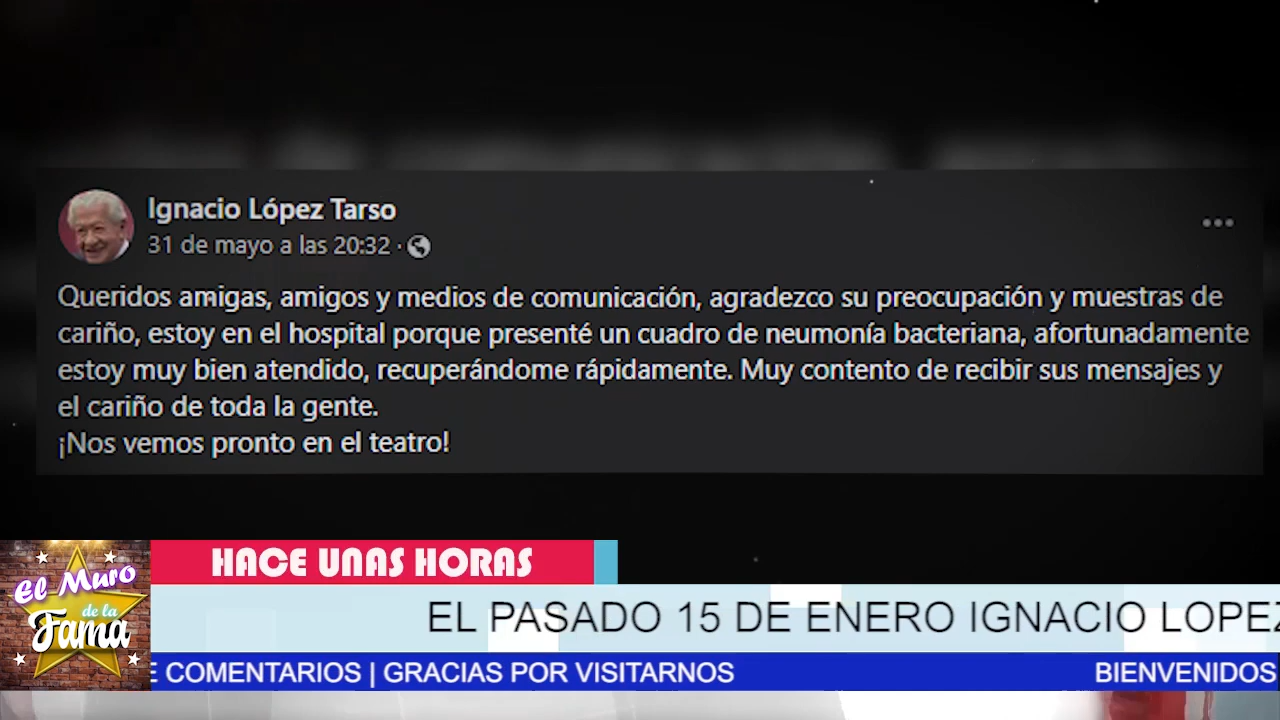 Ignacio López Tarso
31 de mayo a las 20:32 ·
Queridos amigas, amigos y medios de comunicación, agradezco su preocupación y muestras de
cariño, estoy en el hospital porque presenté un cuadro de neumonía bacteriana, afortunadamente
estoy muy bien atendido, recuperándome rápidamente. Muy contento de recibir sus mensajes y
el cariño de toda la gente.
¡Nos vemos pronto en el teatro!
HACE UNAS HORAS
El Muro
de la
Fama
EL PASADO 15 DE ENERO IGNACIO LOPEZ
E COMENTARIOS | GRACIAS POR VISITARNOS BIENVENIDOS